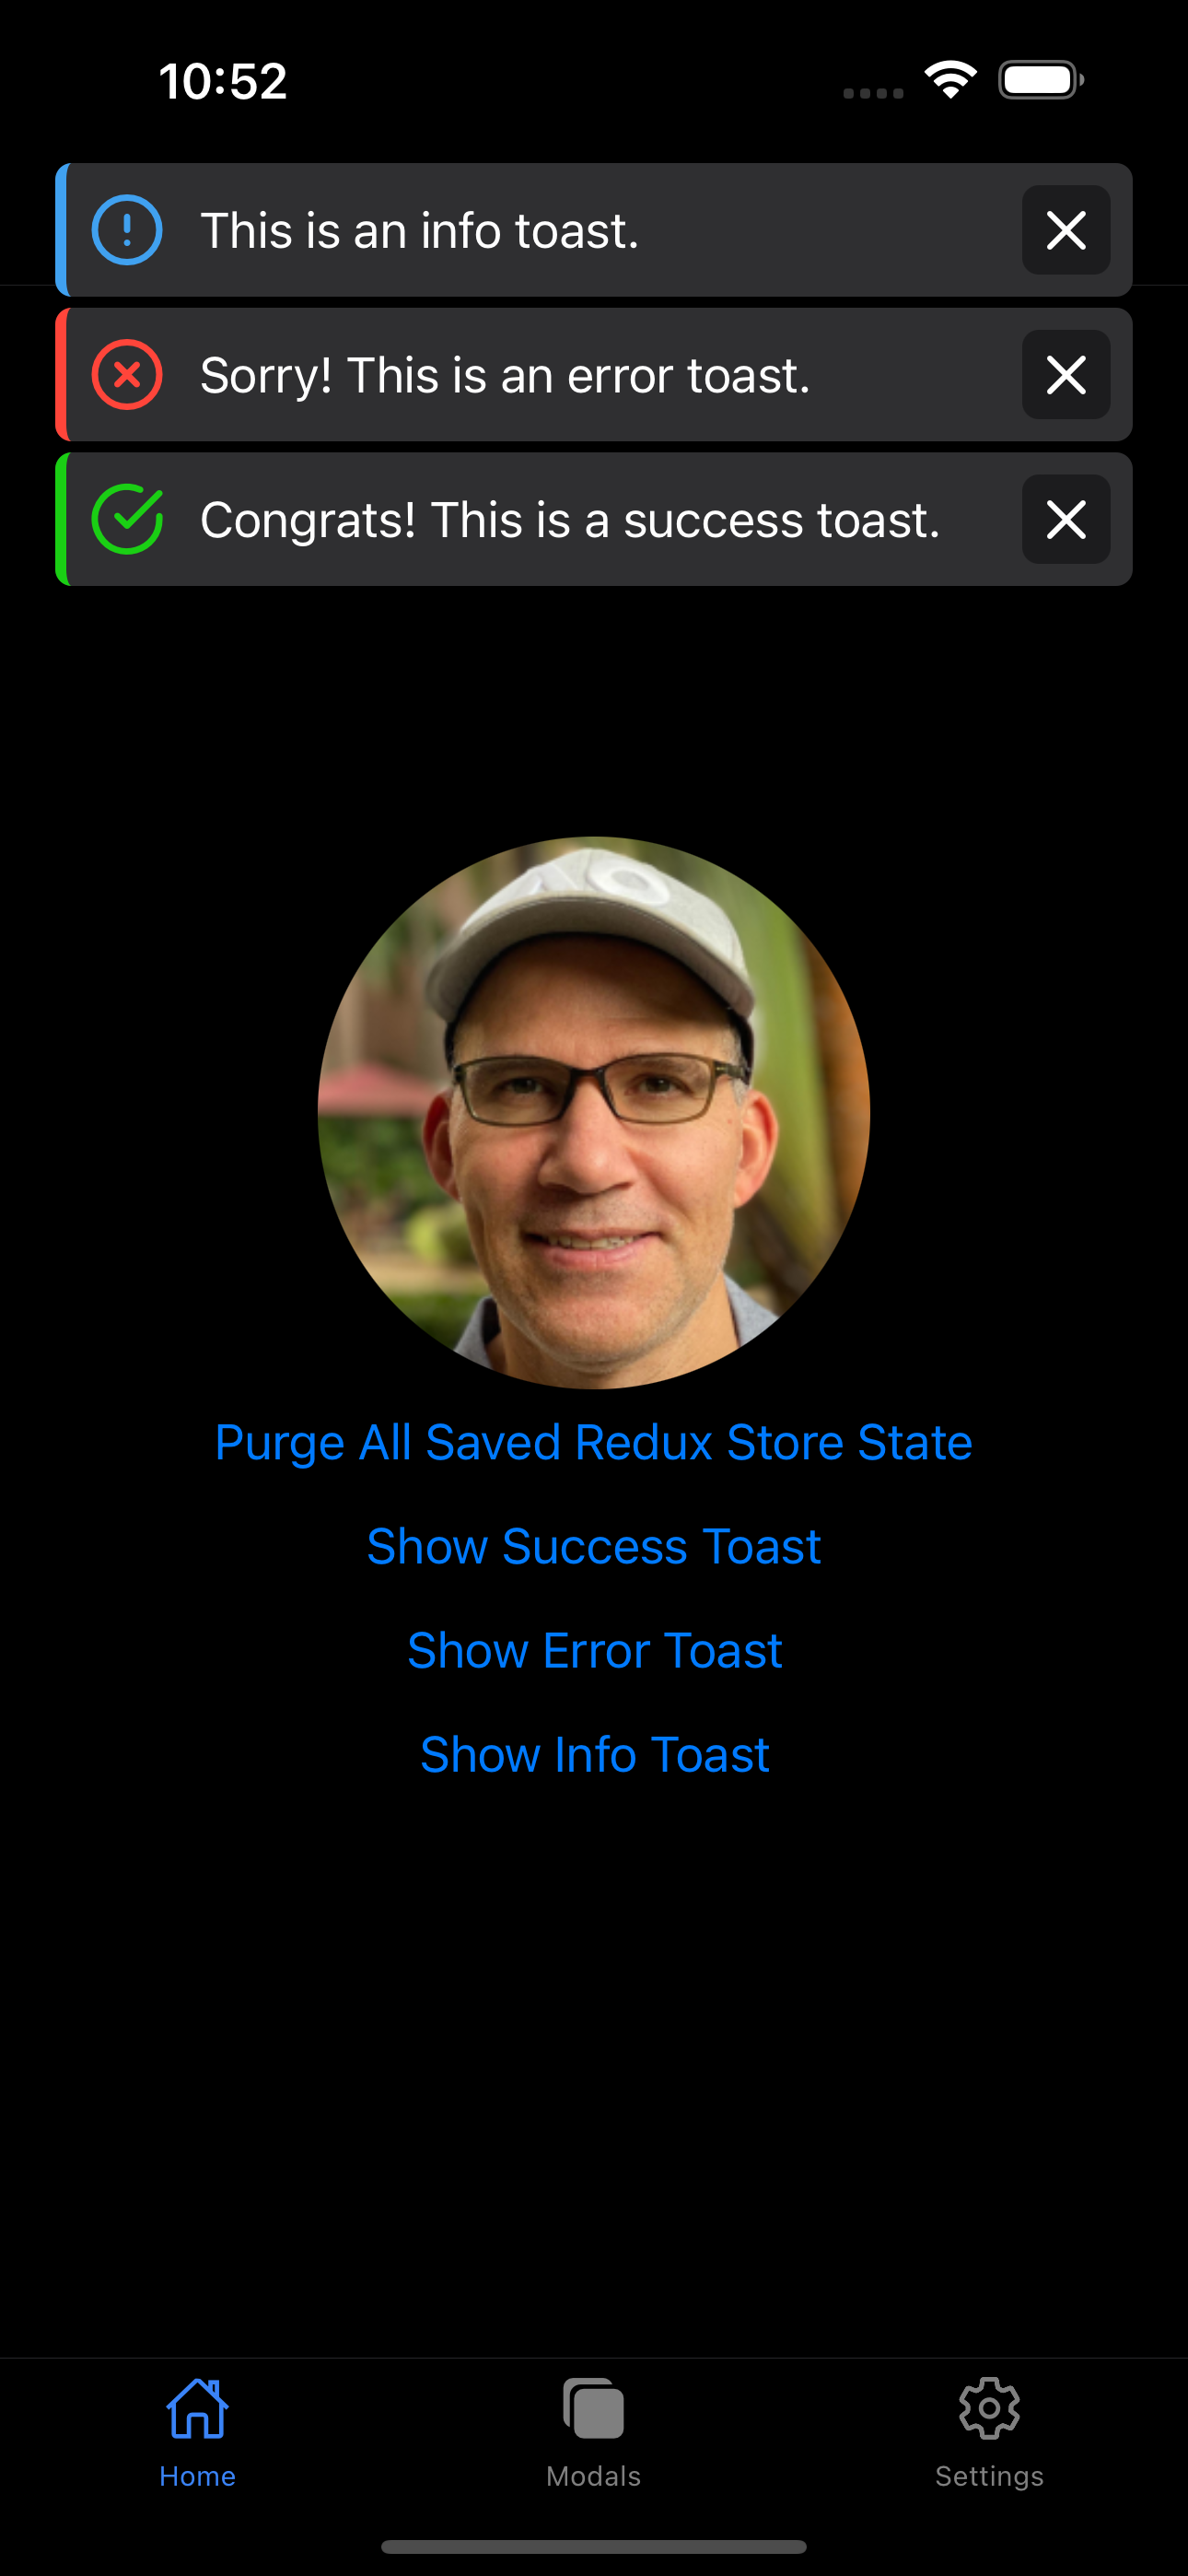 10:52
This is an info toast.
Sorry! This is an error toast.
Congrats! This is a success toast.
Purge All Saved Redux Store State
Show Success Toast
Show Error Toast
Show Info Toast
Home
Modals
Settings